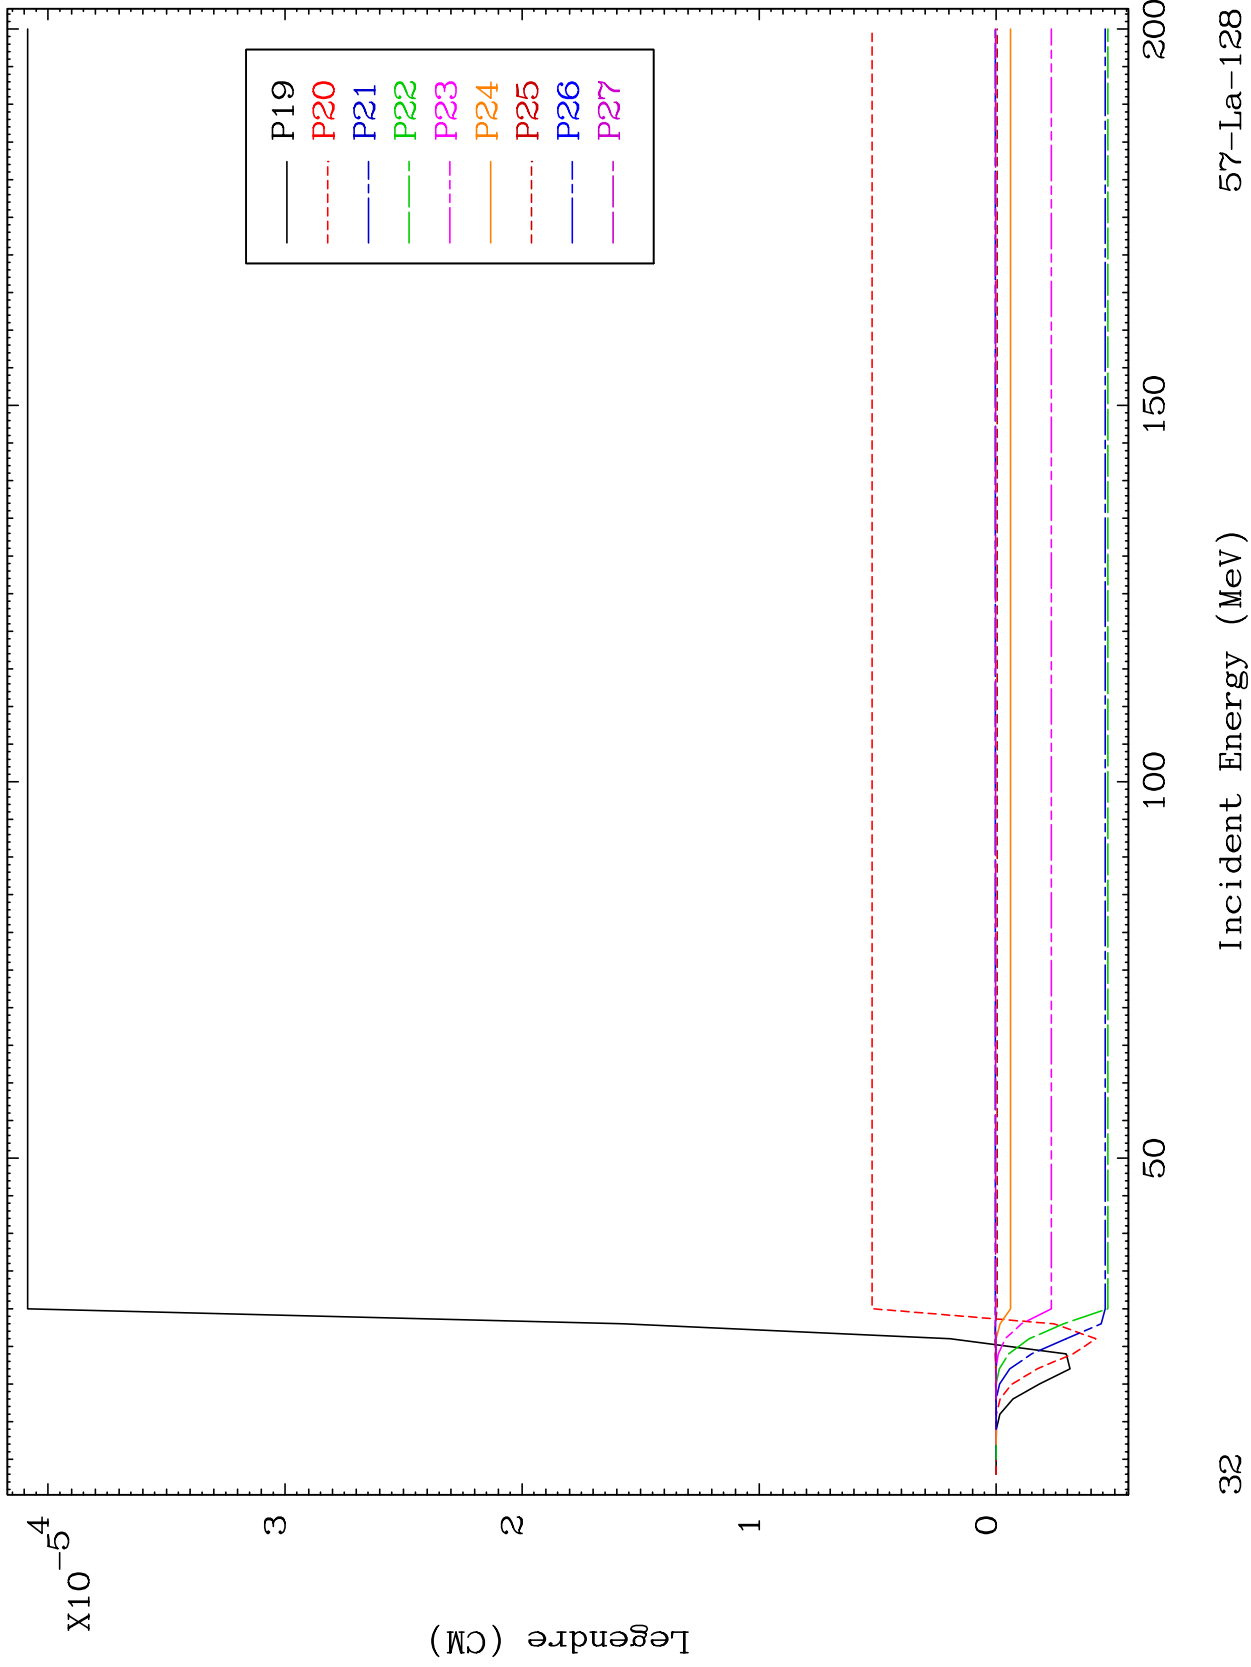 X10
-5
4
3
2
1
0
Legendre (CM)
P19
P20
P21
P22
P23
P24
P25
P26
P27
50
100
150
200
32
Incident Energy (MeV)
57-La-128